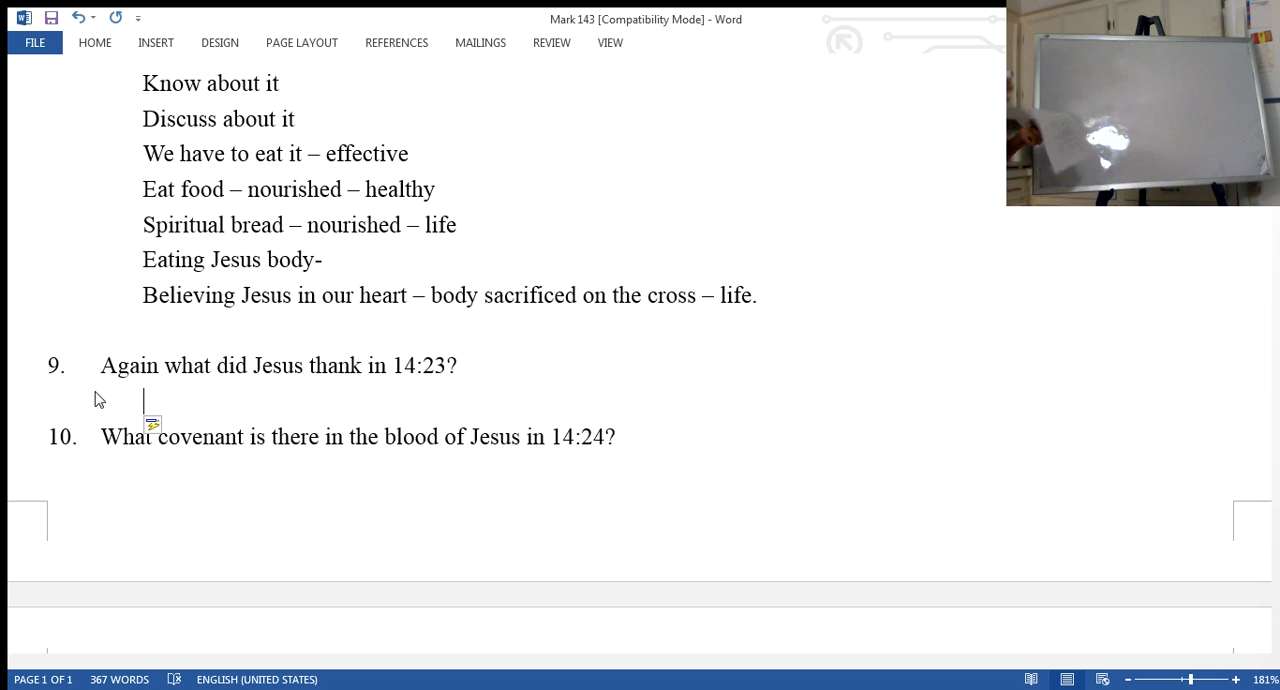 Mark 143 [Compatibility Mode] - Word
FILE HOME INSERT DESIGN PAGE LAYOUT REFERENCES MAILINGS REVIEW VIEW
Know about it
Discuss about it
We have to eat it – effective
Eat food – nourished – healthy
Spiritual bread – nourished – life
Eating Jesus body-
Believing Jesus in our heart – body sacrificed on the cross – life.
9. Again what did Jesus thank in 14:23?
10. What covenant is there in the blood of Jesus in 14:24?
PAGE 1 OF 1 367 WORDS ENGLISH (UNITED STATES) 181%